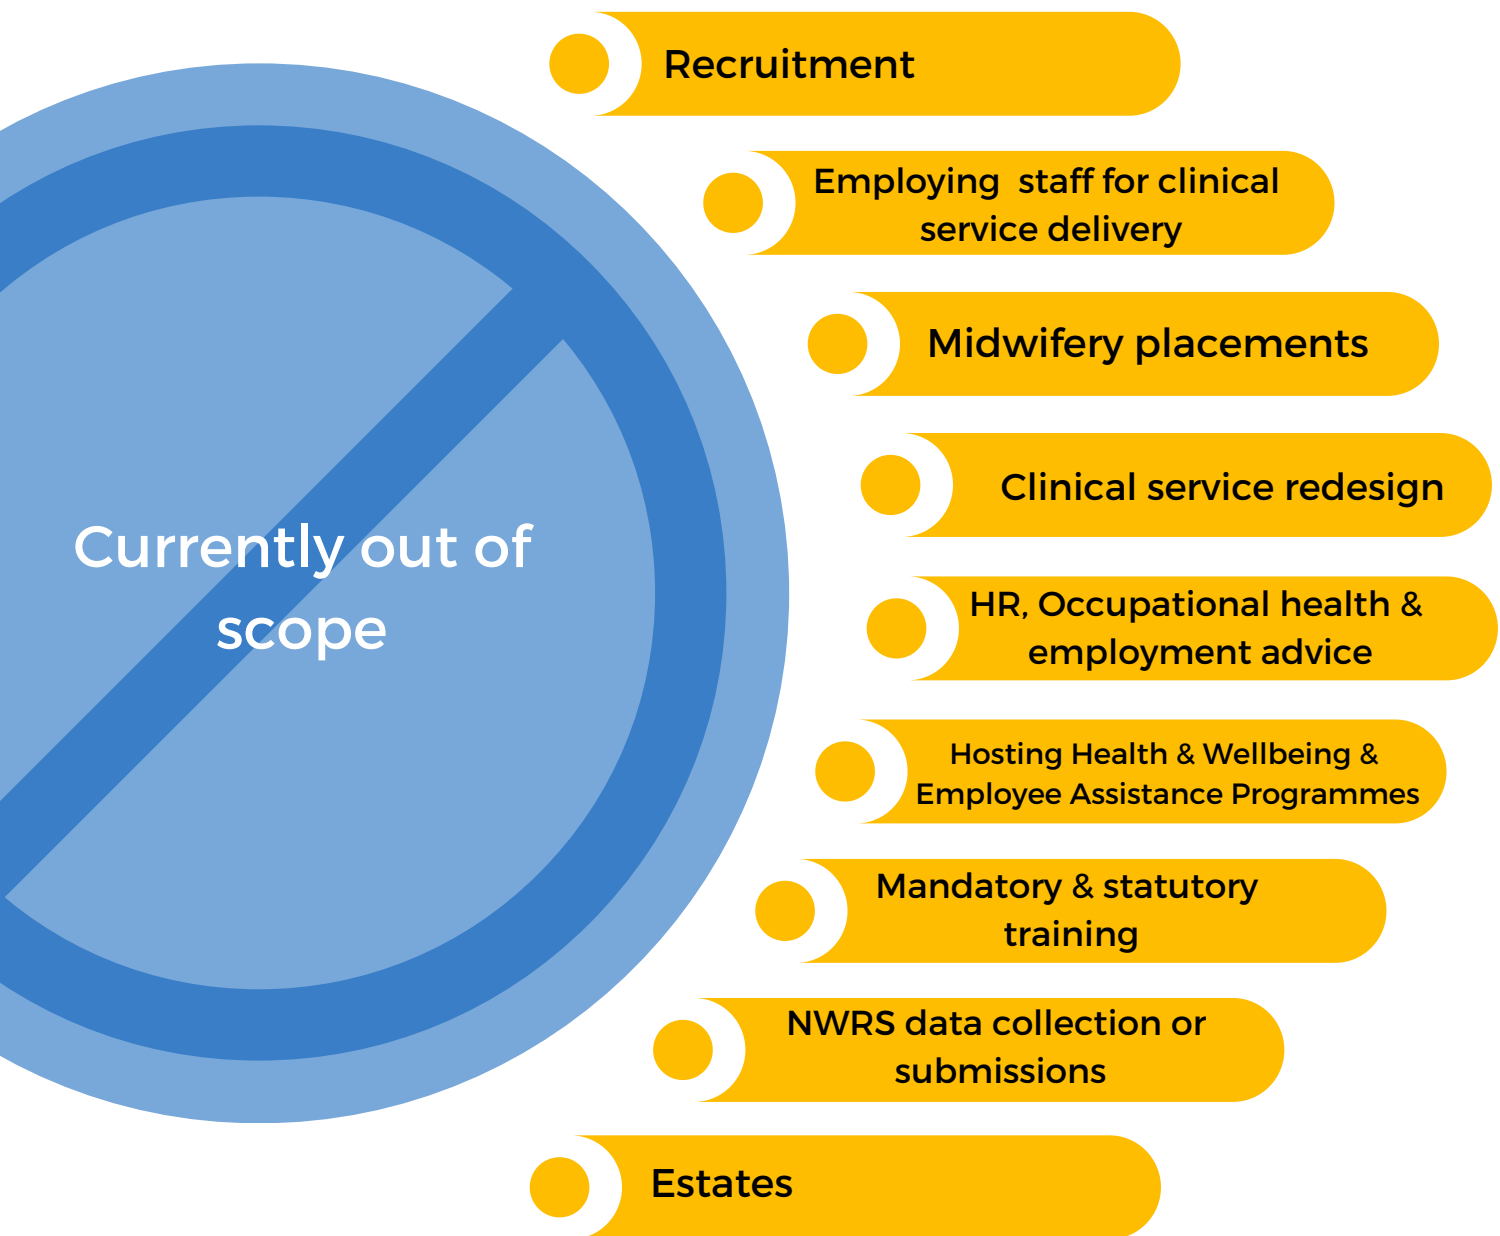 Recruitment
Employing  staff for clinical
service delivery
Midwifery placements
Clinical service redesign
Currently out of
scope
HR, Occupational health &
employment advice
Hosting Health & Wellbeing &
Employee Assistance Programmes
Mandatory & statutory
training
NWRS data collection or
submissions
Estates